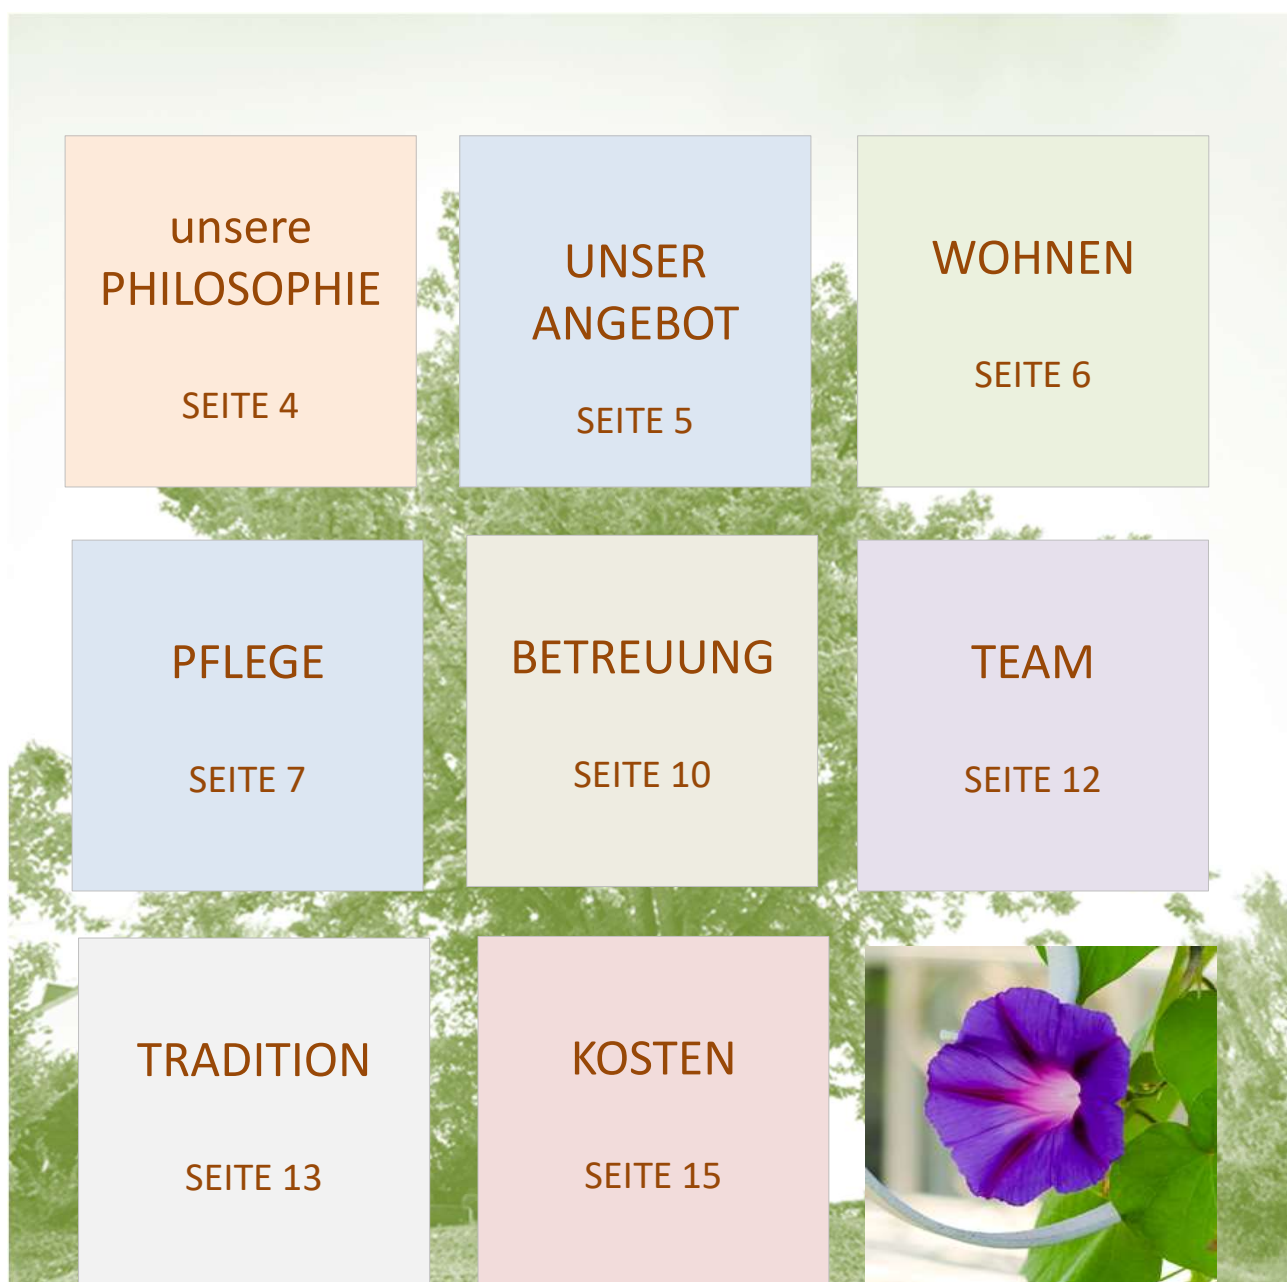 unsere
PHILOSOPHIE
SEITE 4
UNSER
ANGEBOT
SEITE 5
WOHNEN
SEITE 6
PFLEGE
SEITE 7
BETREUUNG
SEITE 10
TEAM
SEITE 12
TRADITION
SEITE 13
KOSTEN
SEITE 15